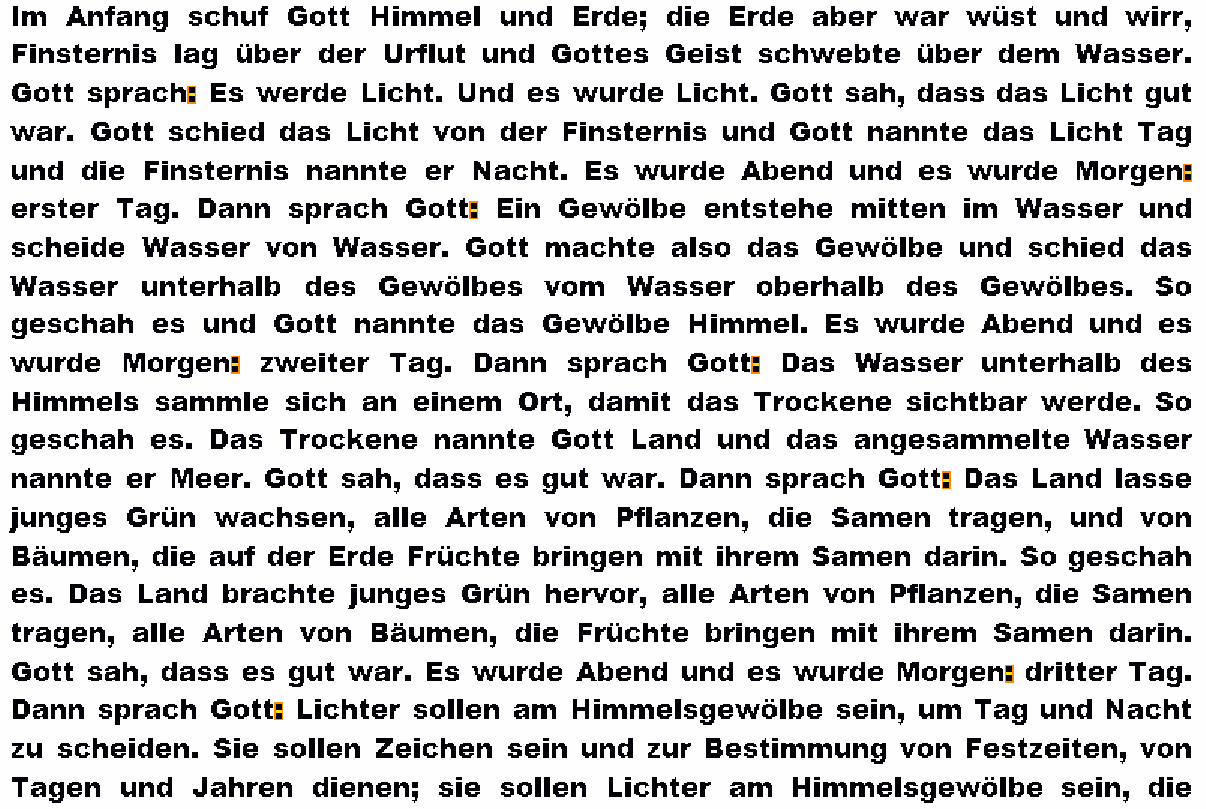 Im Anfang schuf Gott Himmel und Erde; die Erde aber war wüst und wirr,
Finsternis lag über der Urflut und Gottes Geist schwebte über dem Wasser.
Gott sprach: Es werde Licht. Und es wurde Licht. Gott sah, dass das Licht gut
war. Gott schied das Licht von der Finsternis und Gott nannte das Licht Tag
und die Finsternis nannte er Nacht. Es wurde Abend und es wurde Morgen:
erster Tag. Dann sprach Gott: Ein Gewölbe entstehe mitten im Wasser und
scheide Wasser von Wasser. Gott machte also das Gewölbe und schied das
Wasser unterhalb des Gewölbes vom Wasser oberhalb des Gewölbes. So
geschah es und Gott nannte das Gewölbe Himmel. Es wurde Abend und es
wurde Morgen: zweiter Tag. Dann sprach Gott: Das Wasser unterhalb des
Himmels sammle sich an einem Ort, damit das Trockene sichtbar werde. So
geschah es. Das Trockene nannte Gott Land und das angesammelte Wasser
nannte er Meer. Gott sah, dass es gut war. Dann sprach Gott: Das Land lasse
junges Grün wachsen, alle Arten von Pflanzen, die Samen tragen, und von
Bäumen, die auf der Erde Früchte bringen mit ihrem Samen darin. So geschah
es. Das Land brachte junges Grün hervor, alle Arten von Pflanzen, die Samen
tragen, alle Arten von Bäumen, die Früchte bringen mit ihrem Samen darin.
Gott sah, dass es gut war. Es wurde Abend und es wurde Morgen: dritter Tag.
Dann sprach Gott: Lichter sollen am Himmelsgewölbe sein, um Tag und Nacht
zu scheiden. Sie sollen Zeichen sein und zur Bestimmung von Festzeiten, von
Tagen und Jahren dienen; sie sollen Lichter am Himmelsgewölbe sein, die